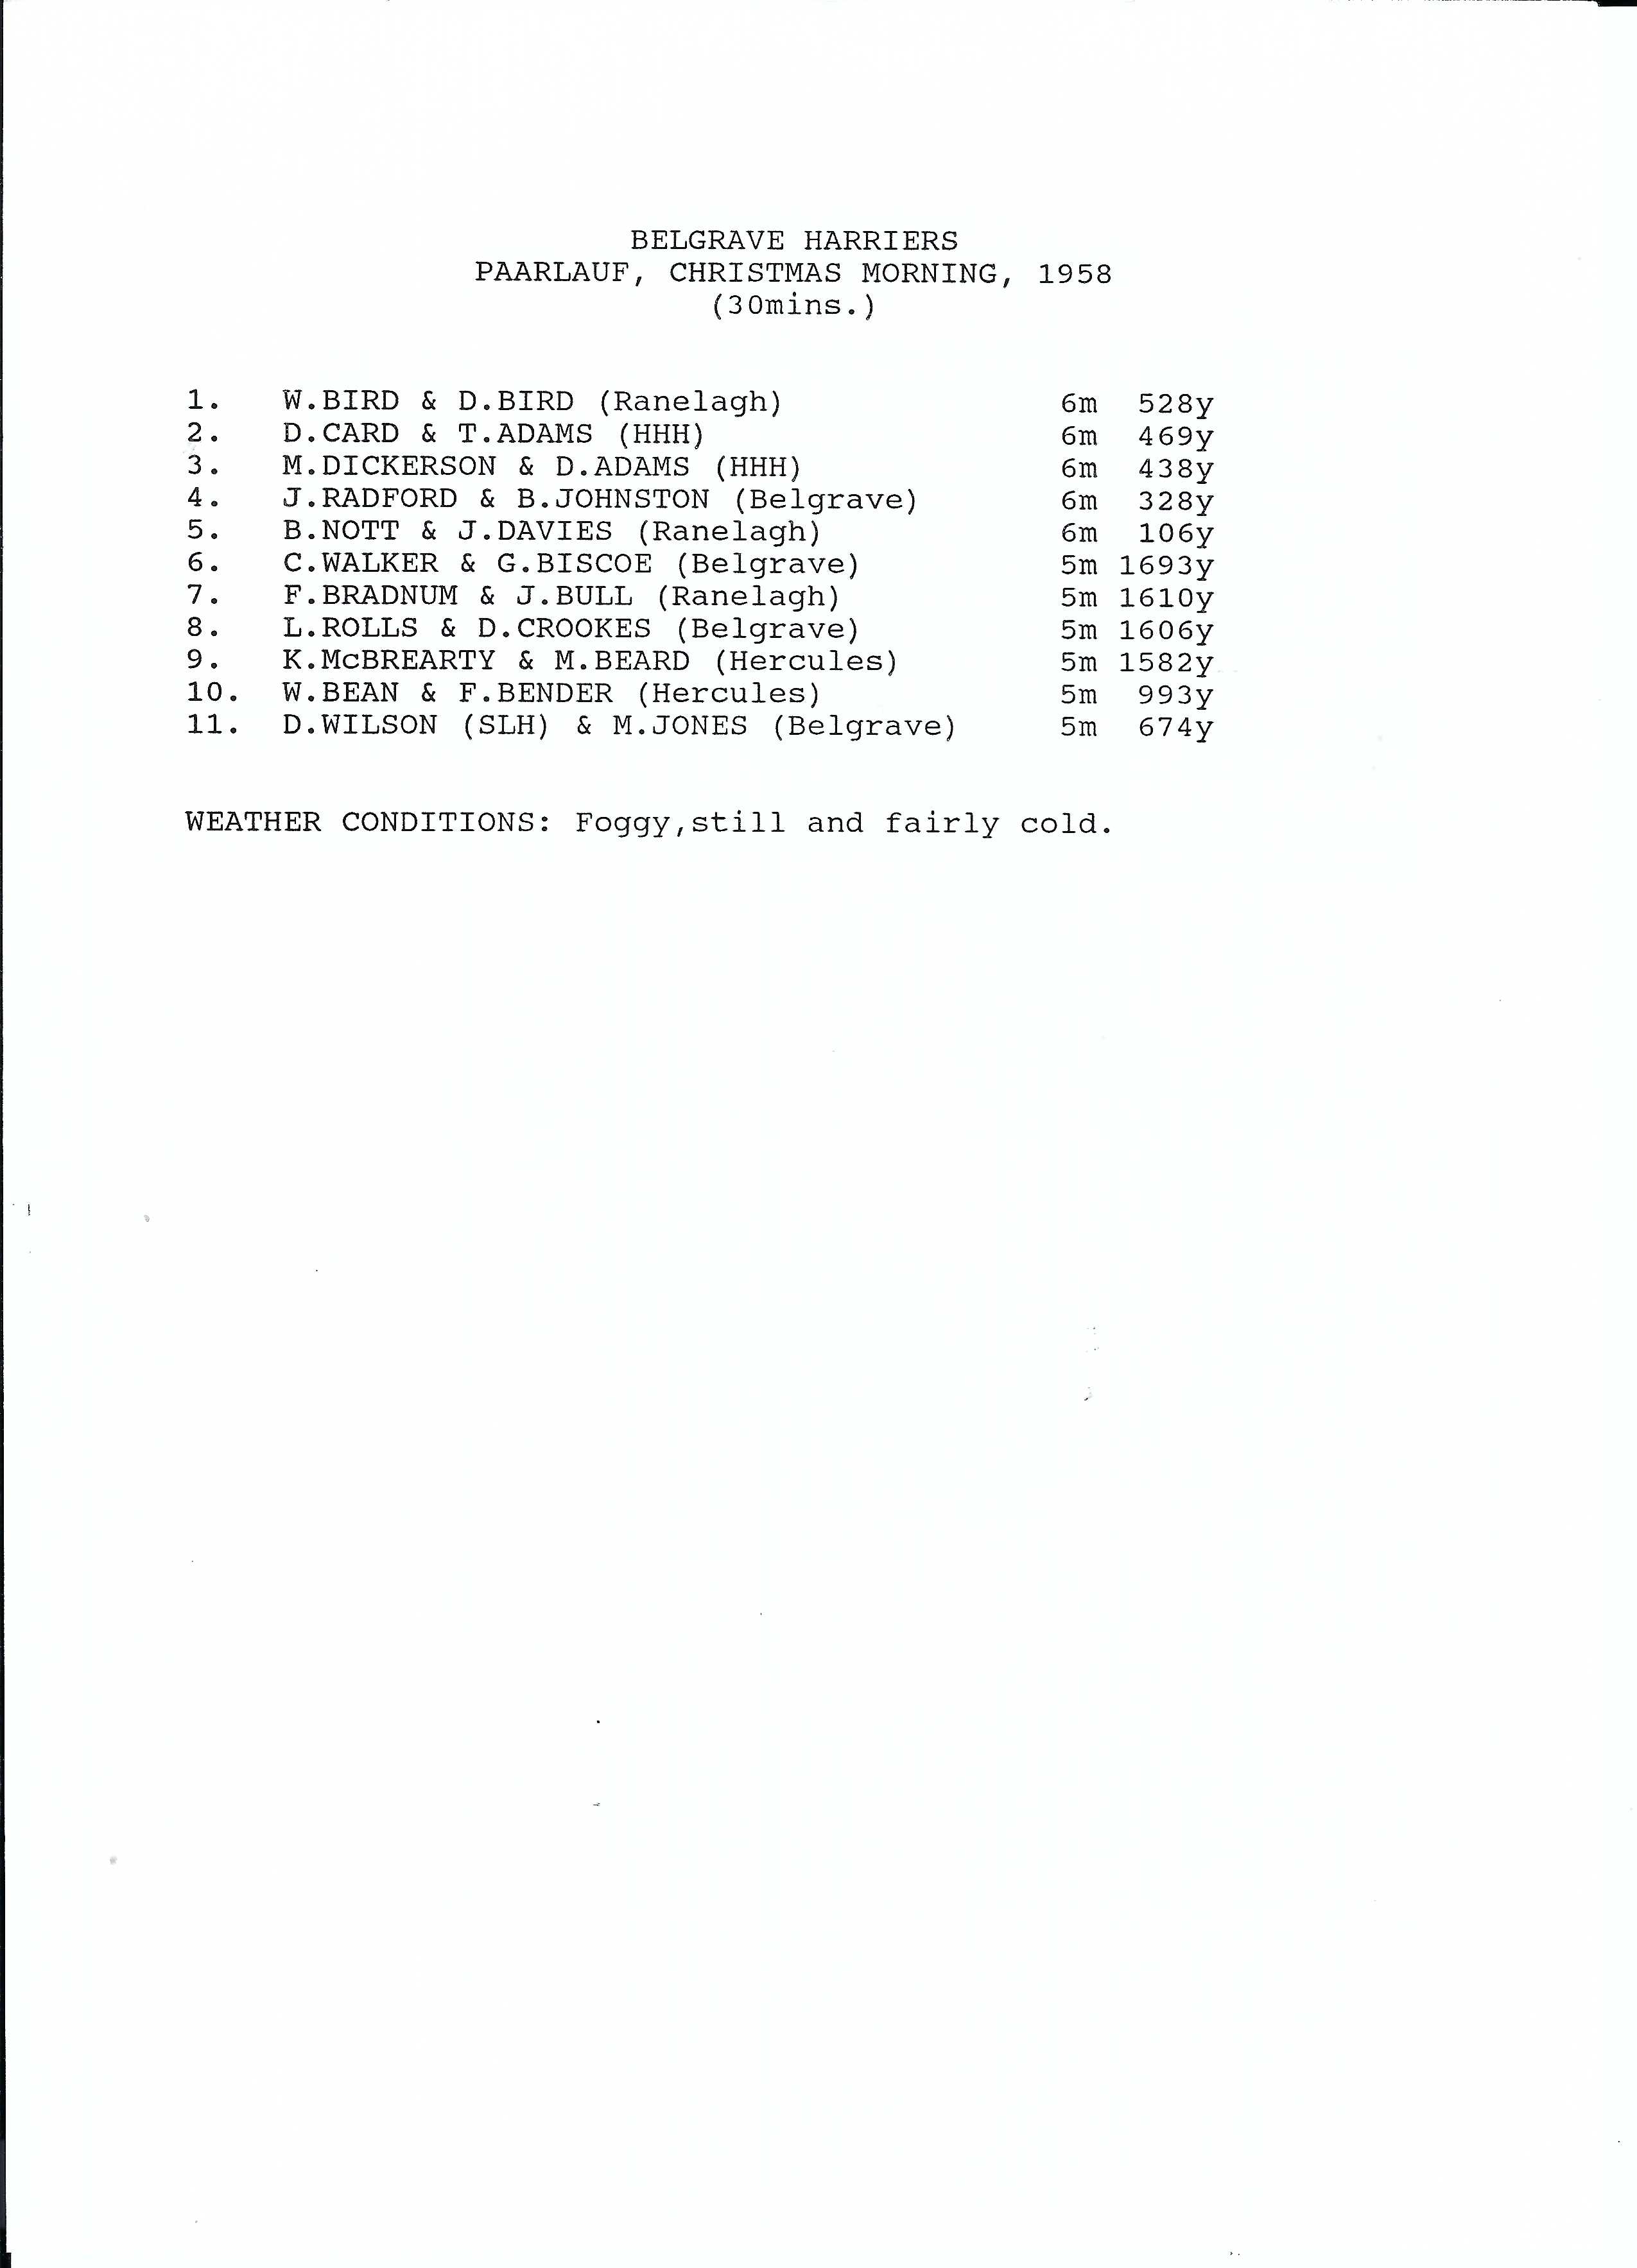 BELGRAVE HARRIERS
PAARLAUF, CHRISTMAS MORNING, 1958
(30mins.)
1. W.BIRD & D.BIRD (Ranelagh) 6m 528y
2. D.CARD & T.ADAMS (HHH) 6m 469y
3. M.DICKERSON & D.ADAMS (HHH) 6m 438y
4. J.RADFORD & B.JOHNSTON (Belgrave) 6m 328y
5. B.NOTT & J.DAVIES (Ranelagh) 6m 106y
6. C.WALKER & G.BISCOE (Belgrave) 5m 1693y
7. F.BRADNUM & J.BULL (Ranelagh) 5m 1610y
8. L.ROLLS & D.CROOKES (Belgrave) 5m 1606y
9. K.McBREARTY & M.BEARD (Hercules) 5m 1582y
10. W.BEAN & F.BENDER (Hercules) 5m 993y
11. D.WILSON (SLH) & M.JONES (Belgrave) 5m 674y
WEATHER CONDITIONS: Foggy,still and fairly cold.